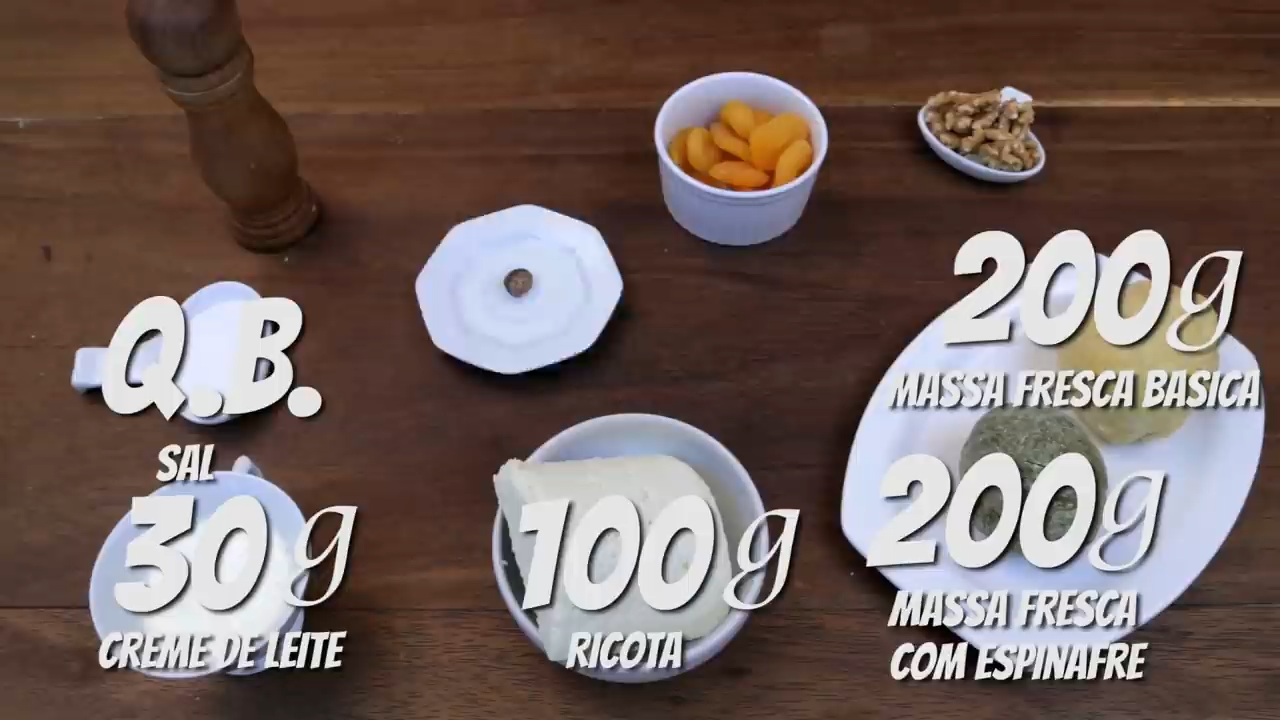 200g
MASSA FRESCA BASICA
Q.B.
SAL
200g
MASSA FRESCA
COM ESPINAFRE
30g
CREME DE LEITE
100g
RICOTA